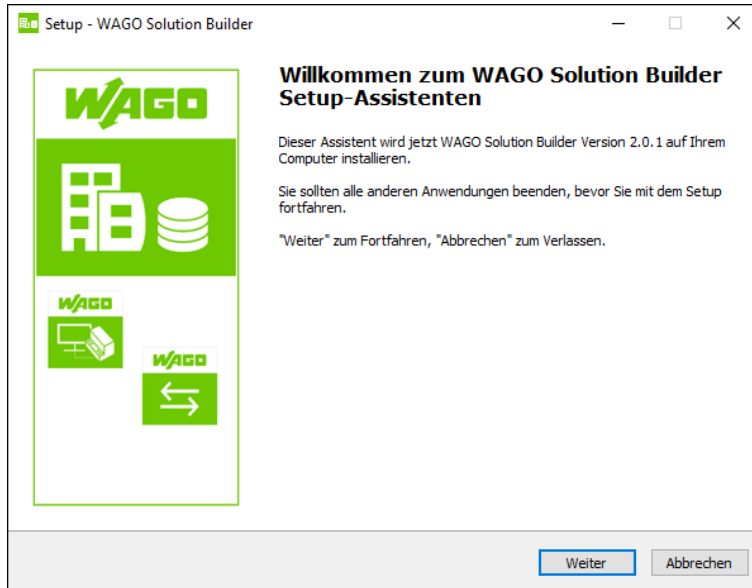 Setup - WAGO Solution Builder
WAGO
WAGO
WAGO
Willkommen zum WAGO Solution Builder
Setup-Assistenten
Dieser Assistent wird jetzt WAGO Solution Builder Version 2.0.1 auf Ihrem
Computer installieren.
Sie sollten alle anderen Anwendungen beenden, bevor Sie mit dem Setup
fortfahren.
"Weiter" zum Fortfahren, "Abbrechen" zum Verlassen.
Weiter
Abbrechen